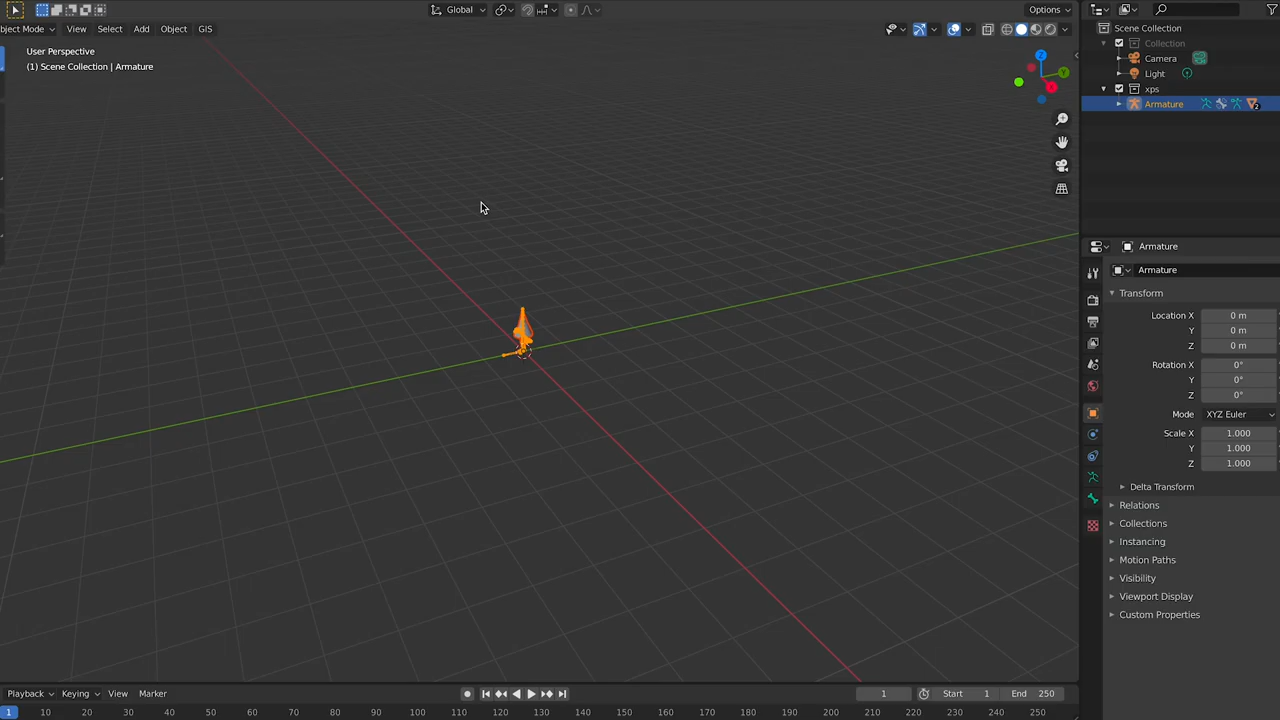 Global
Options
bject Mode
View
Select
Add
Object
GIS
User Perspective
(1) Scene Collection | Armature
Z
Y
X
Scene Collection
Collection
Camera
Light
xps
Armature
2
Armature
Armature
Transform
Location X 0 m
Y 0 m
Z 0 m
Rotation X 0°
Y 0°
Z 0°
Mode XYZ Euler
Scale X 1.000
Y 1.000
Z 1.000
Delta Transform
Relations
Collections
Instancing
Motion Paths
Visibility
Viewport Display
Custom Properties
Playback Keying View Marker 1 Start 1 End 250
1 10 20 30 40 50 60 70 80 90 100 110 120 130 140 150 160 170 180 190 200 210 220 230 240 250